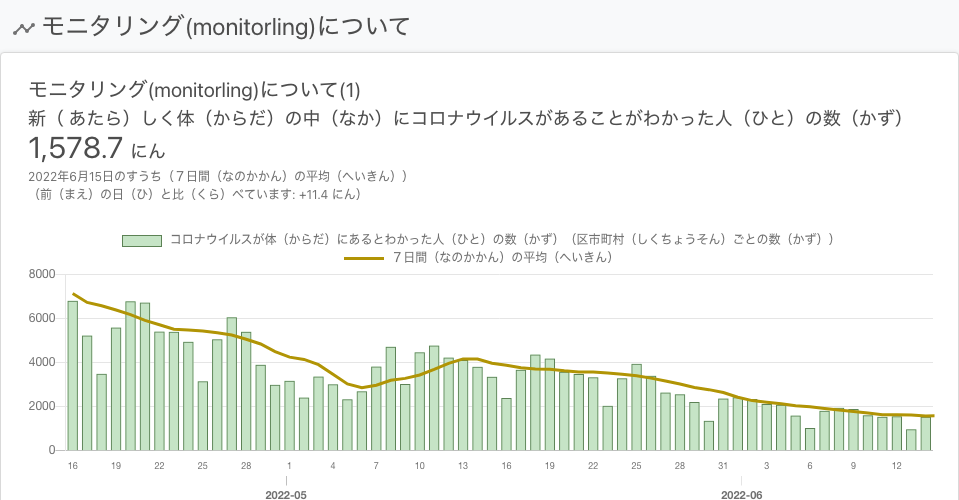 モニタリング(monitorling)について
モニタリング(monitorling)について(1)
新（ あたら）しく体（からだ）の中（なか）にコロナウイルスがあることがわかった人（ひと）の数（かず）
1,578.7 にん
2022年6月15日のすうち（７日間（なのかかん）の平均（へいきん））
（前（まえ）の日（ひ）と比（くら）べています: +11.4 にん）
コロナウイルスが体（からだ）にあるとわかった人（ひと）の数（かず）（区市町村（しくちょうそん）ごとの数（かず））
７日間（なのかかん）の平均（へいきん）
8000
6000
4000
2000
0
16 19 22 25 28 1 4 7 10 13 16 19 22 25 28 31 3 6 9 12
2022-05 2022-06